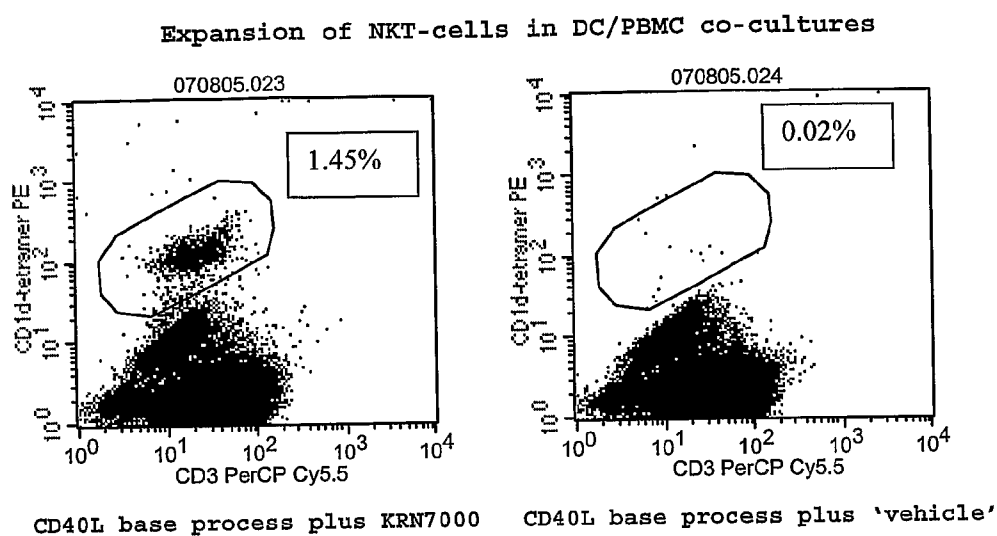 Expansion of NKT-cells in DC/PBMC co-cultures
070805.023
1.45%
CD1d-tetramer PE
10^4
10^3
10^2
10^1
10^0
10^0 10^1 10^2 10^3 10^4
CD3 PerCP Cy5.5
CD40L base process plus KRN7000
070805.024
0.02%
CD1d-tetramer PE
10^4
10^3
10^2
10^1
10^0
10^0 10^1 10^2 10^3 10^4
CD3 PerCP Cy5.5
CD40L base process plus 'vehicle'